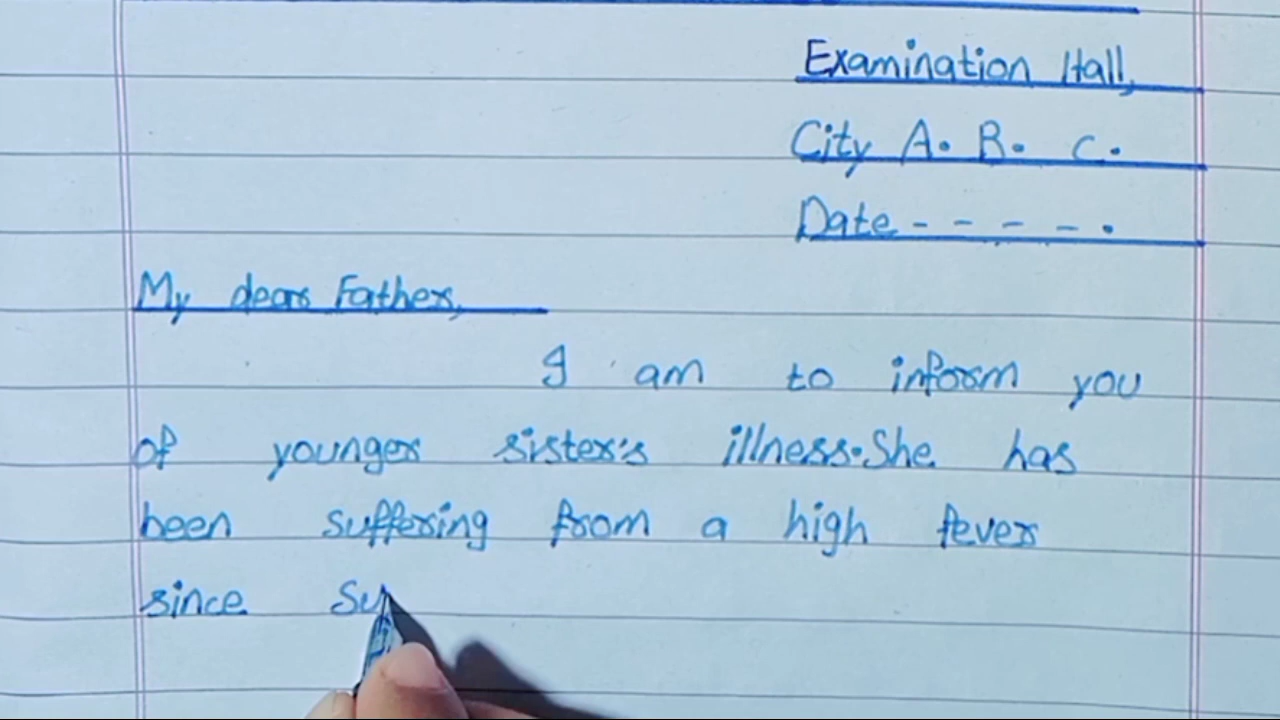 Examination Hall,
City A. B. C.
Date - - - - - .
My dear Father,
I am to inform you
of younger sister's illness.She has
been suffering from a high fever
since Su